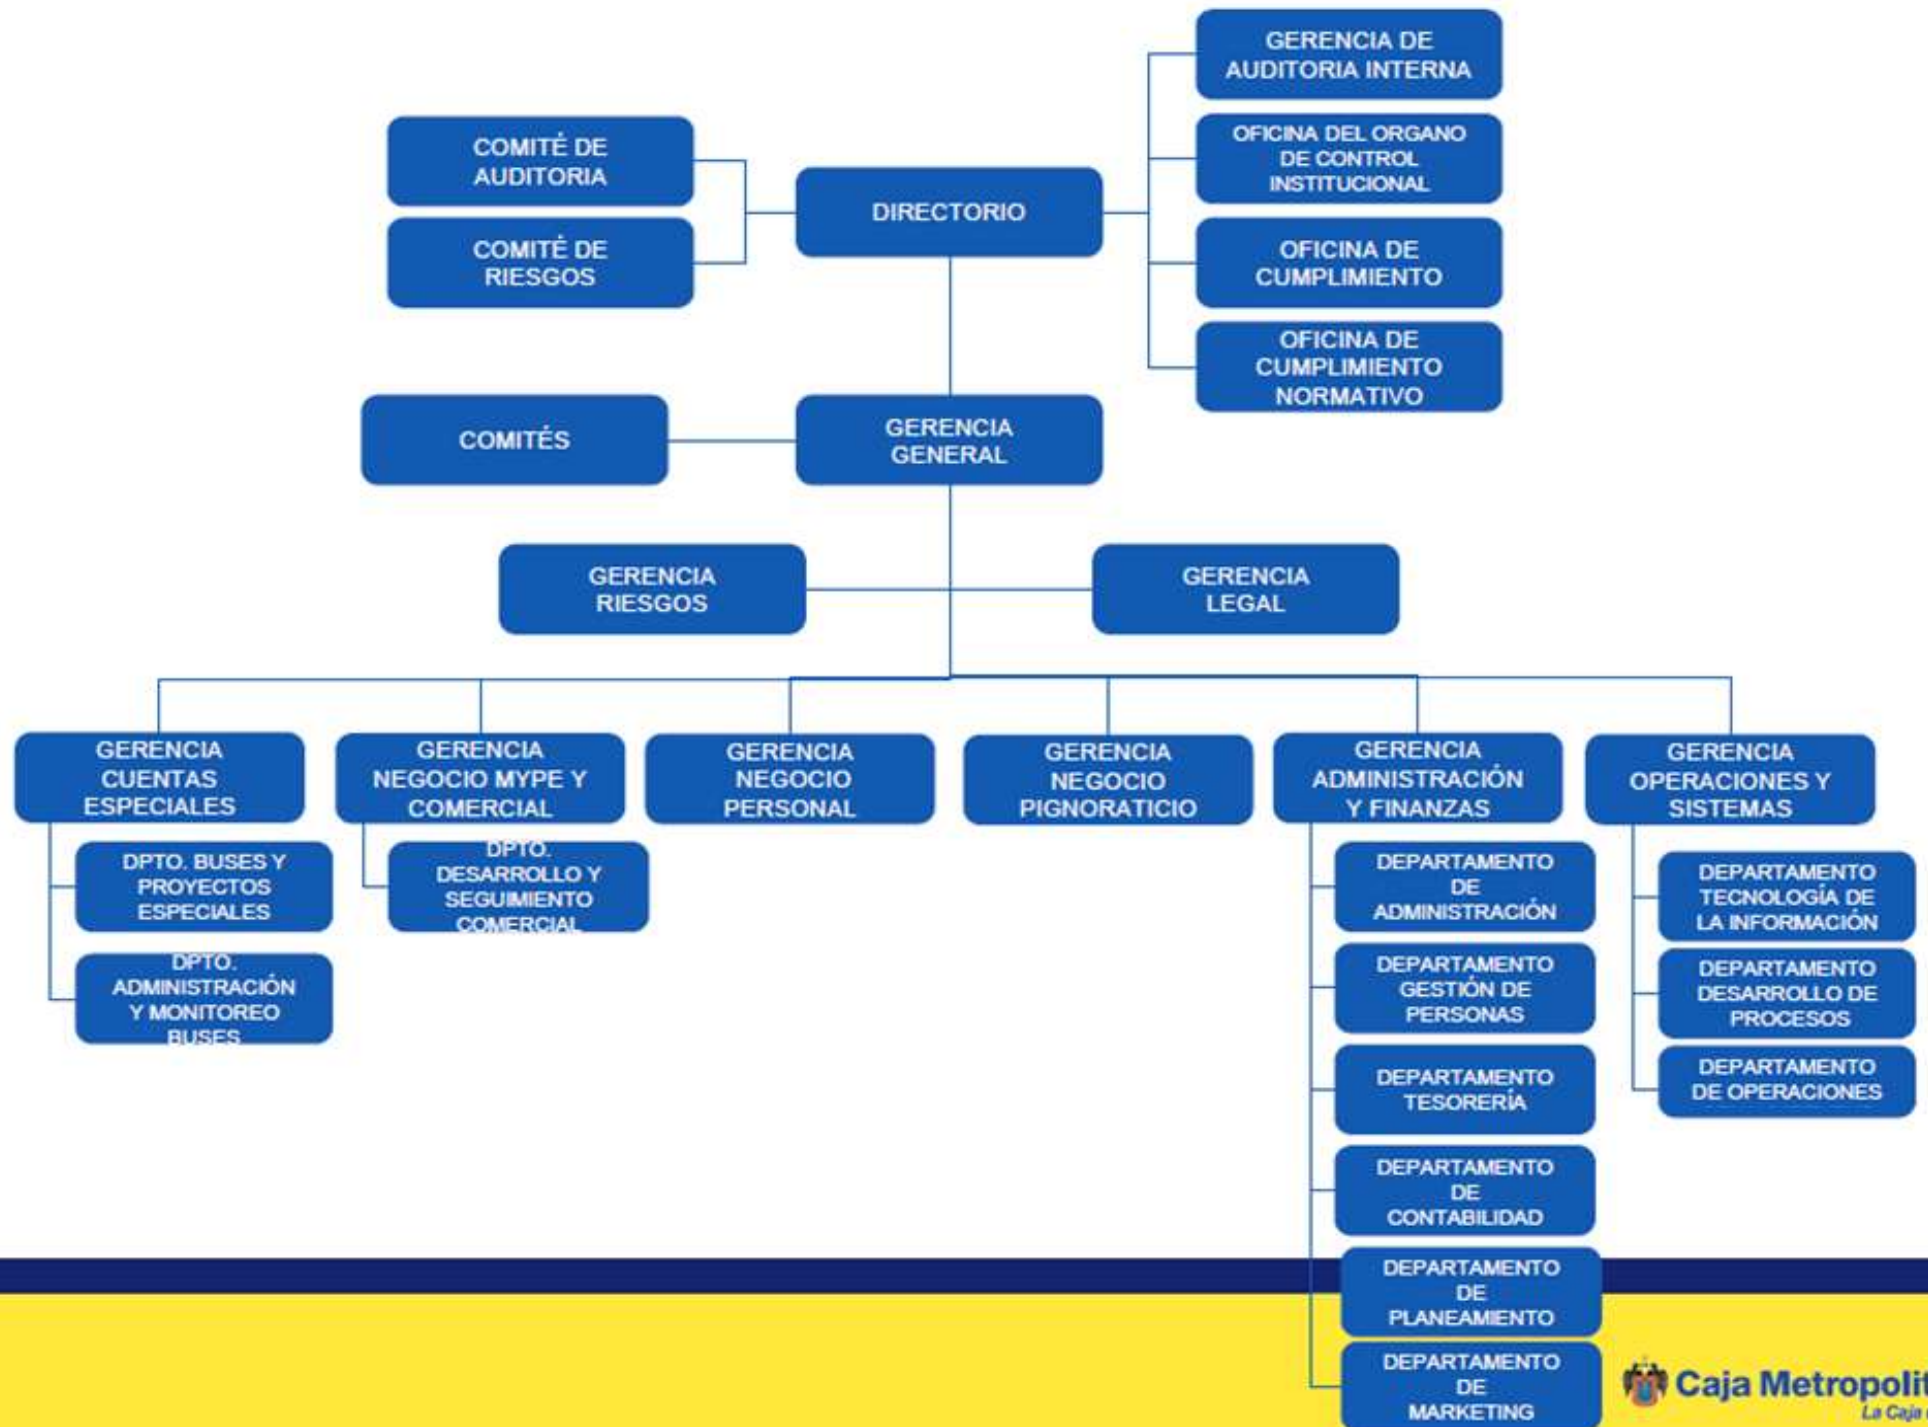 GERENCIA DE
AUDITORIA INTERNA
OFICINA DEL ORGANO
DE CONTROL
INSTITUCIONAL
COMITÉ DE
AUDITORIA
DIRECTORIO
COMITÉ DE
RIESGOS
OFICINA DE
CUMPLIMIENTO
OFICINA DE
CUMPLIMIENTO
NORMATIVO
COMITÉS
GERENCIA
GENERAL
GERENCIA
RIESGOS
GERENCIA
LEGAL
GERENCIA
CUENTAS
ESPECIALES
GERENCIA
NEGOCIO MYPE Y
COMERCIAL
GERENCIA
NEGOCIO
PERSONAL
GERENCIA
NEGOCIO
PIGNORATICIO
GERENCIA
ADMINISTRACIÓN
Y FINANZAS
GERENCIA
OPERACIONES Y
SISTEMAS
DPTO. BUSES Y
PROYECTOS
ESPECIALES
DPTO.
ADMINISTRACIÓN
Y MONITOREO
BUSES
DPTO.
DESARROLLO Y
SEGUIMIENTO
COMERCIAL
DEPARTAMENTO
DE
ADMINISTRACIÓN
DEPARTAMENTO
GESTIÓN DE
PERSONAS
DEPARTAMENTO
TESORERÍA
DEPARTAMENTO
DE
CONTABILIDAD
DEPARTAMENTO
DE
PLANEAMIENTO
DEPARTAMENTO
DE
MARKETING
DEPARTAMENTO
TECNOLOGÍA DE
LA INFORMACIÓN
DEPARTAMENTO
DESARROLLO DE
PROCESOS
DEPARTAMENTO
DE OPERACIONES
Caja Metropolit
La Caja